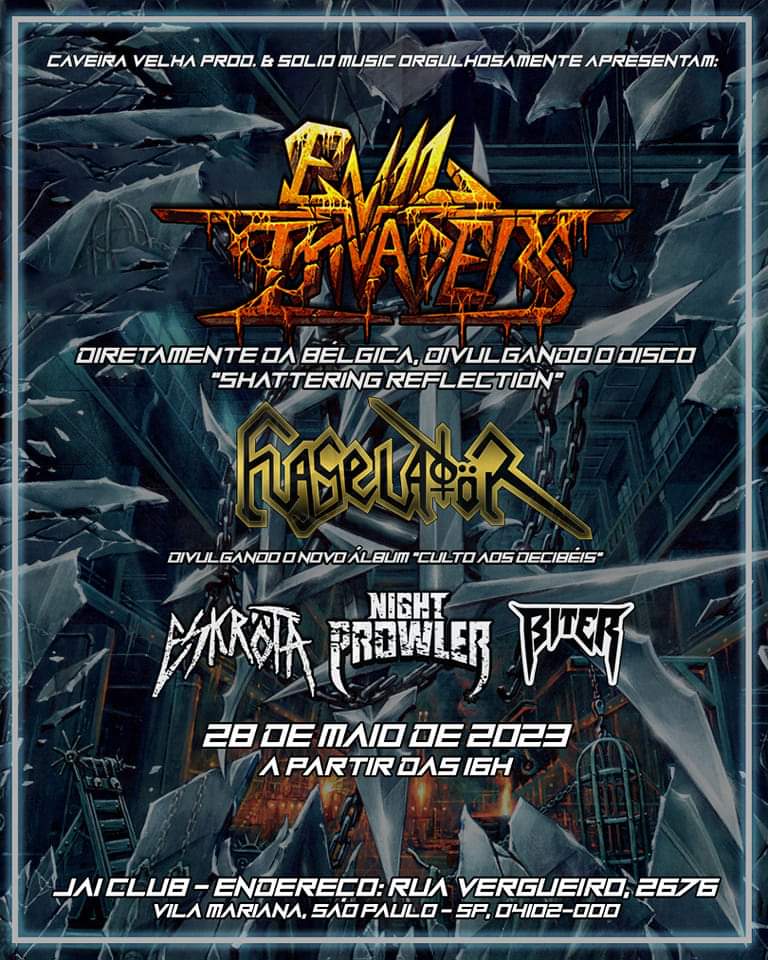 CAVEIRA VELHA PROD. & SOLID MUSIC ORGULHOSAMENTE APRESENTAM:
EVIL
INVADERS
DIRETAMENTE DA BÉLGICA, DIVULGANDO O DISCO
"SHATTERING REFLECTION"
FLAGELADÖR
DIVULGANDO O NOVO ÁLBUM "CULTO AOS DECIBÉIS"
ESKRÖTA
NIGHT
PROWLER
BITER
28 DE MAIO DE 2023
A PARTIR DAS 16H
JAI CLUB - ENDEREÇO: RUA VERGUEIRO, 2676
VILA MARIANA, SÃO PAULO - SP, 04102-000